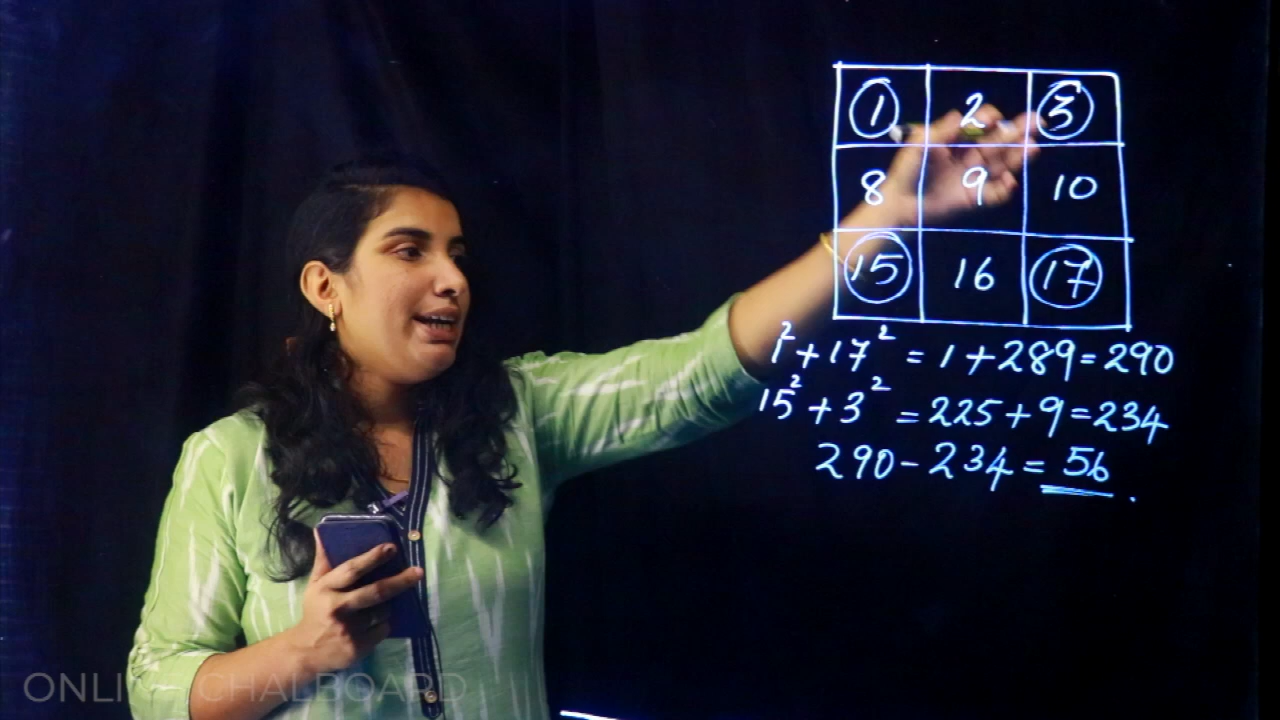 1 2 3
8 9 10
15 16 17
1² + 17² = 1 + 289 = 290
15² + 3² = 225 + 9 = 234
290 - 234 = 56.